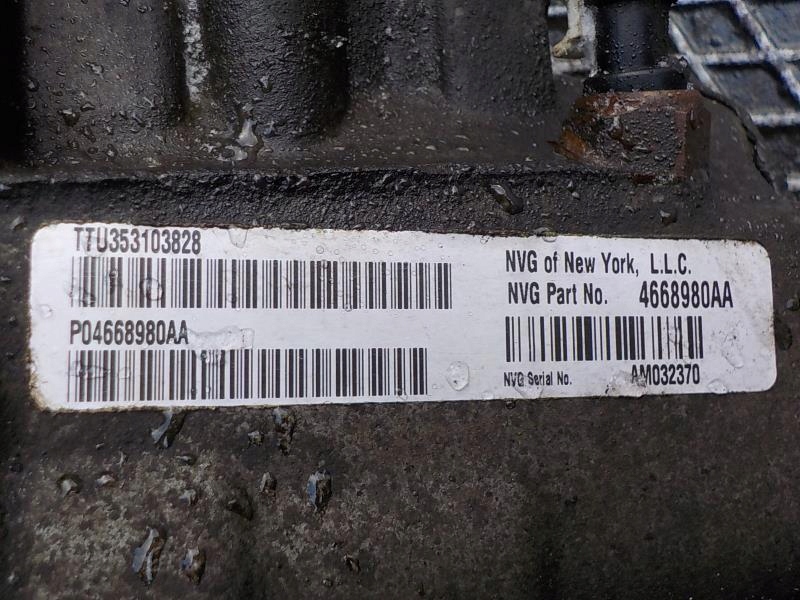 TTU353103828
P04668980AA
NVG of New York, L.L.C.
NVG Part No. 4668980AA
NVG Serial No. AM032370